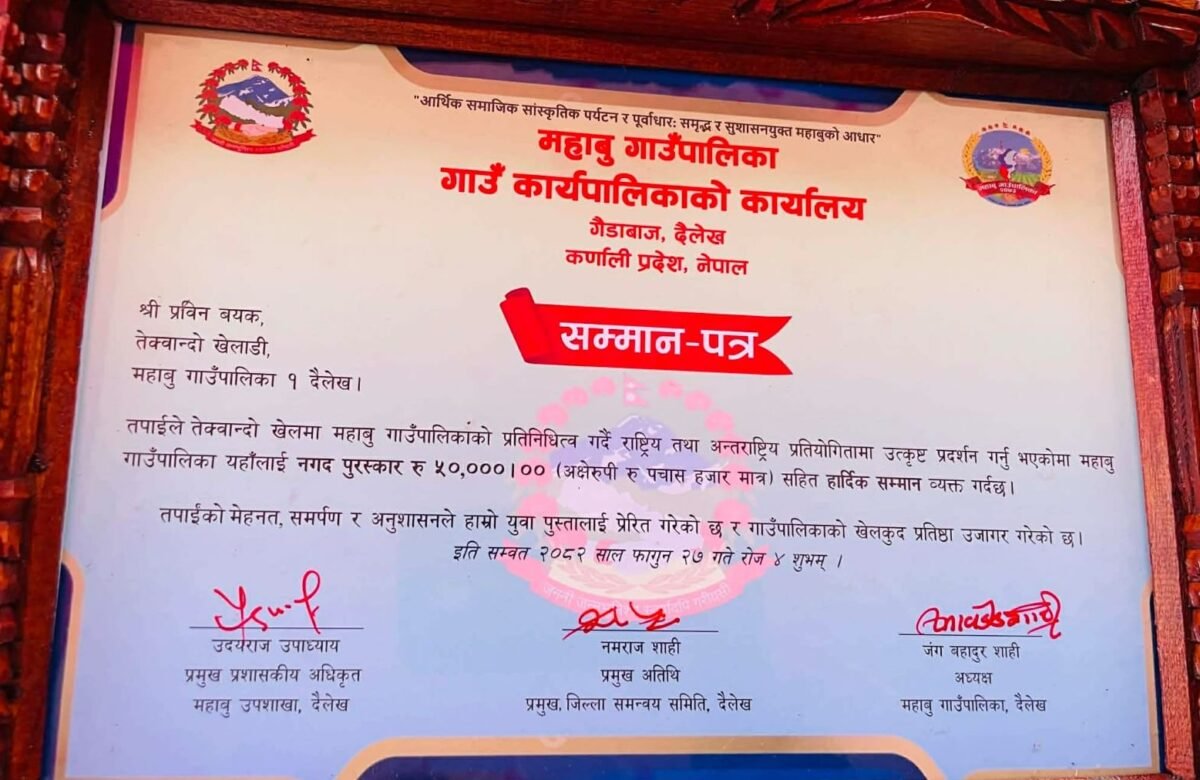 "आर्थिक समाजिक सांस्कृतिक पर्यटन र पूर्वाधारः समृद्ध र सुशासनयुक्त महाबुको आधार"
महाबु गाउँपालिका
गाउँ कार्यपालिकाको कार्यालय
गैडाबाज, दैलेख
कर्णाली प्रदेश, नेपाल
महाबु गाउँपालिका
सम्मान-पत्र
श्री प्रविन बयक,
तेक्वान्दो खेलाडी,
महाबु गाउँपालिका १ दैलेख।
तपाईले तेक्वान्दो खेलमा महाबु गाउँपालिकाको प्रतिनिधित्व गर्दै राष्ट्रिय तथा अन्तराष्ट्रिय प्रतियोगितामा उत्कृष्ट प्रदर्शन गर्नु भएकोमा महाबु
गाउँपालिका यहाँलाई नगद पुरस्कार रु ५०,०००।०० (अक्षेरुपी रु पचास हजार मात्र) सहित हार्दिक सम्मान व्यक्त गर्दछ।
तपाईंको मेहनत, समर्पण र अनुशासनले हाम्रो युवा पुस्तालाई प्रेरित गरेको छ र गाउँपालिकाको खेलकुद प्रतिष्ठा उजागर गरेको छ।
इति सम्वत २०८२ साल फागुन २७ गते रोज ४ शुभम् ।
उदयराज उपाध्याय
प्रमुख प्रशासकीय अधिकृत
महाबु उपशाखा, दैलेख
नमराज शाही
प्रमुख अतिथि
प्रमुख, जिल्ला समन्वय समिति, दैलेख
जंग बहादुर शाही
अध्यक्ष
महाबु गाउँपालिका, दैलेख